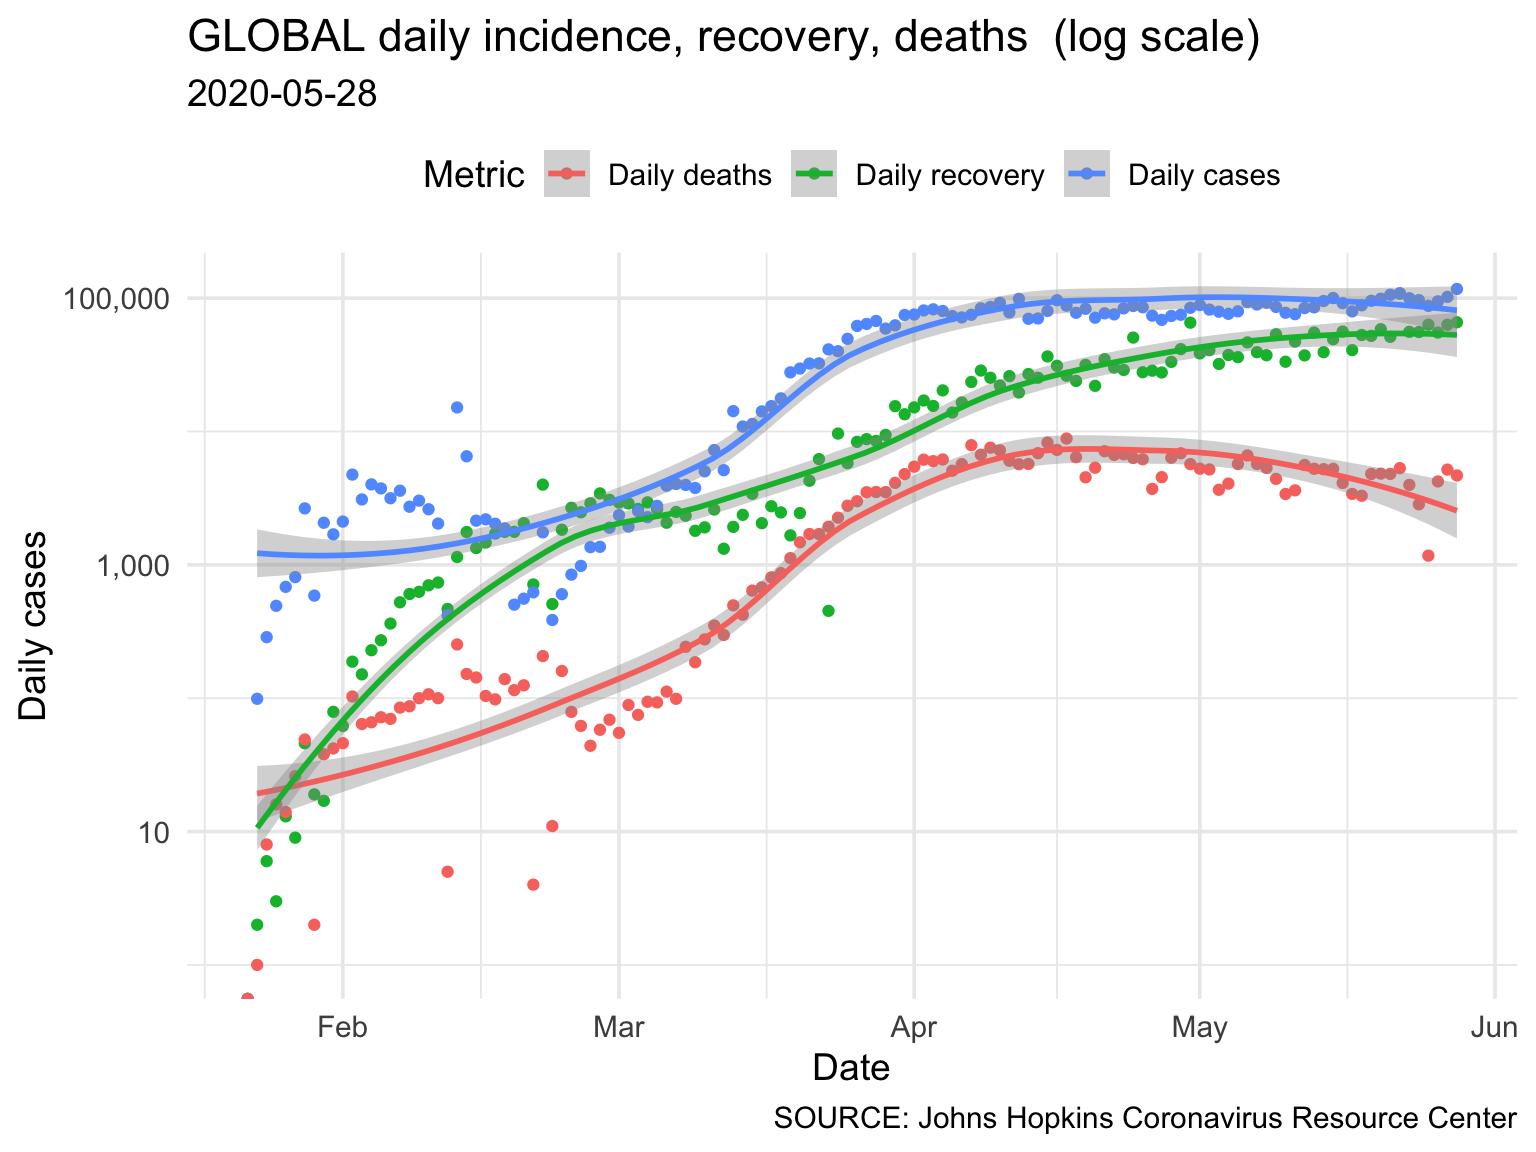 GLOBAL daily incidence, recovery, deaths  (log scale)
2020-05-28
Metric Daily deaths Daily recovery Daily cases
100,000
1,000
10
Daily cases
Feb Mar Apr May Jun
Date
SOURCE: Johns Hopkins Coronavirus Resource Center